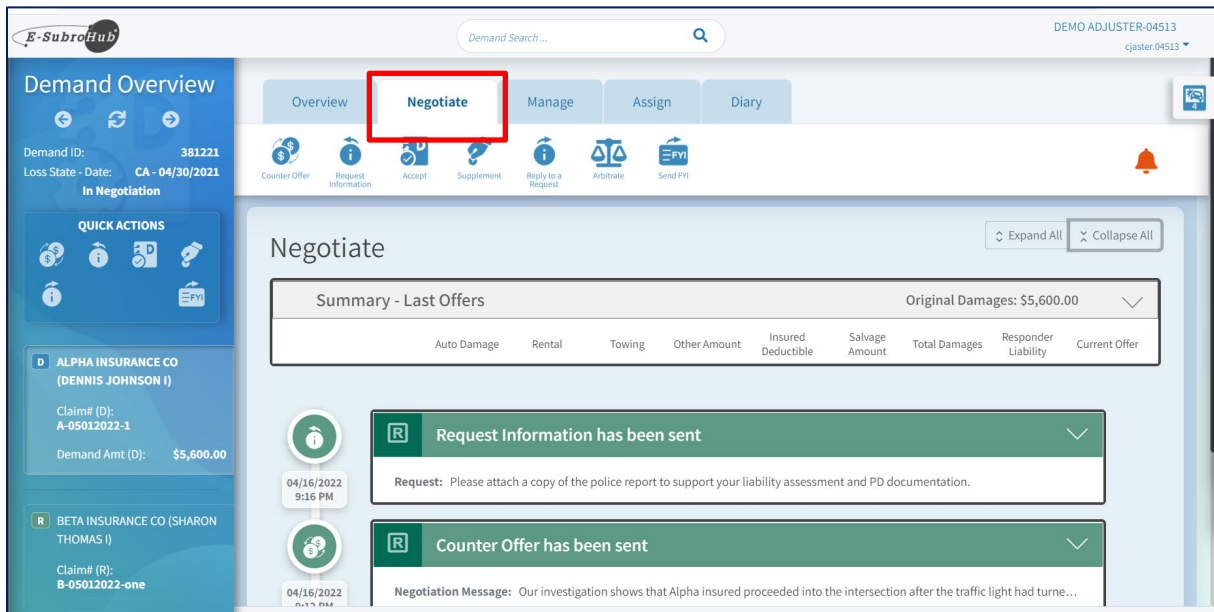 E-SubroHub
Demand Search ...
DEMO ADJUSTER-04513
cjaster.04513
Demand Overview
Demand ID: 381221
Loss State - Date: CA - 04/30/2021
In Negotiation
QUICK ACTIONS
D ALPHA INSURANCE CO
(DENNIS JOHNSON I)
Claim# (D):
A-05012022-1
Demand Amt (D): $5,600.00
R BETA INSURANCE CO (SHARON
THOMAS I)
Claim# (R):
B-05012022-one
Overview Negotiate Manage Assign Diary
4
Counter Offer
Request
Information
Accept
Supplement
Reply to a
Request
Arbitrate
Send FYI
Negotiate
Expand All Collapse All
Summary - Last Offers Original Damages: $5,600.00
Auto Damage Rental Towing Other Amount Insured Deductible Salvage Amount Total Damages Responder Liability Current Offer
R Request Information has been sent
04/16/2022
9:16 PM
Request: Please attach a copy of the police report to support your liability assessment and PD documentation.
R Counter Offer has been sent
04/16/2022
Negotiation Message: Our investigation shows that Alpha insured proceeded into the intersection after the traffic light had turne...